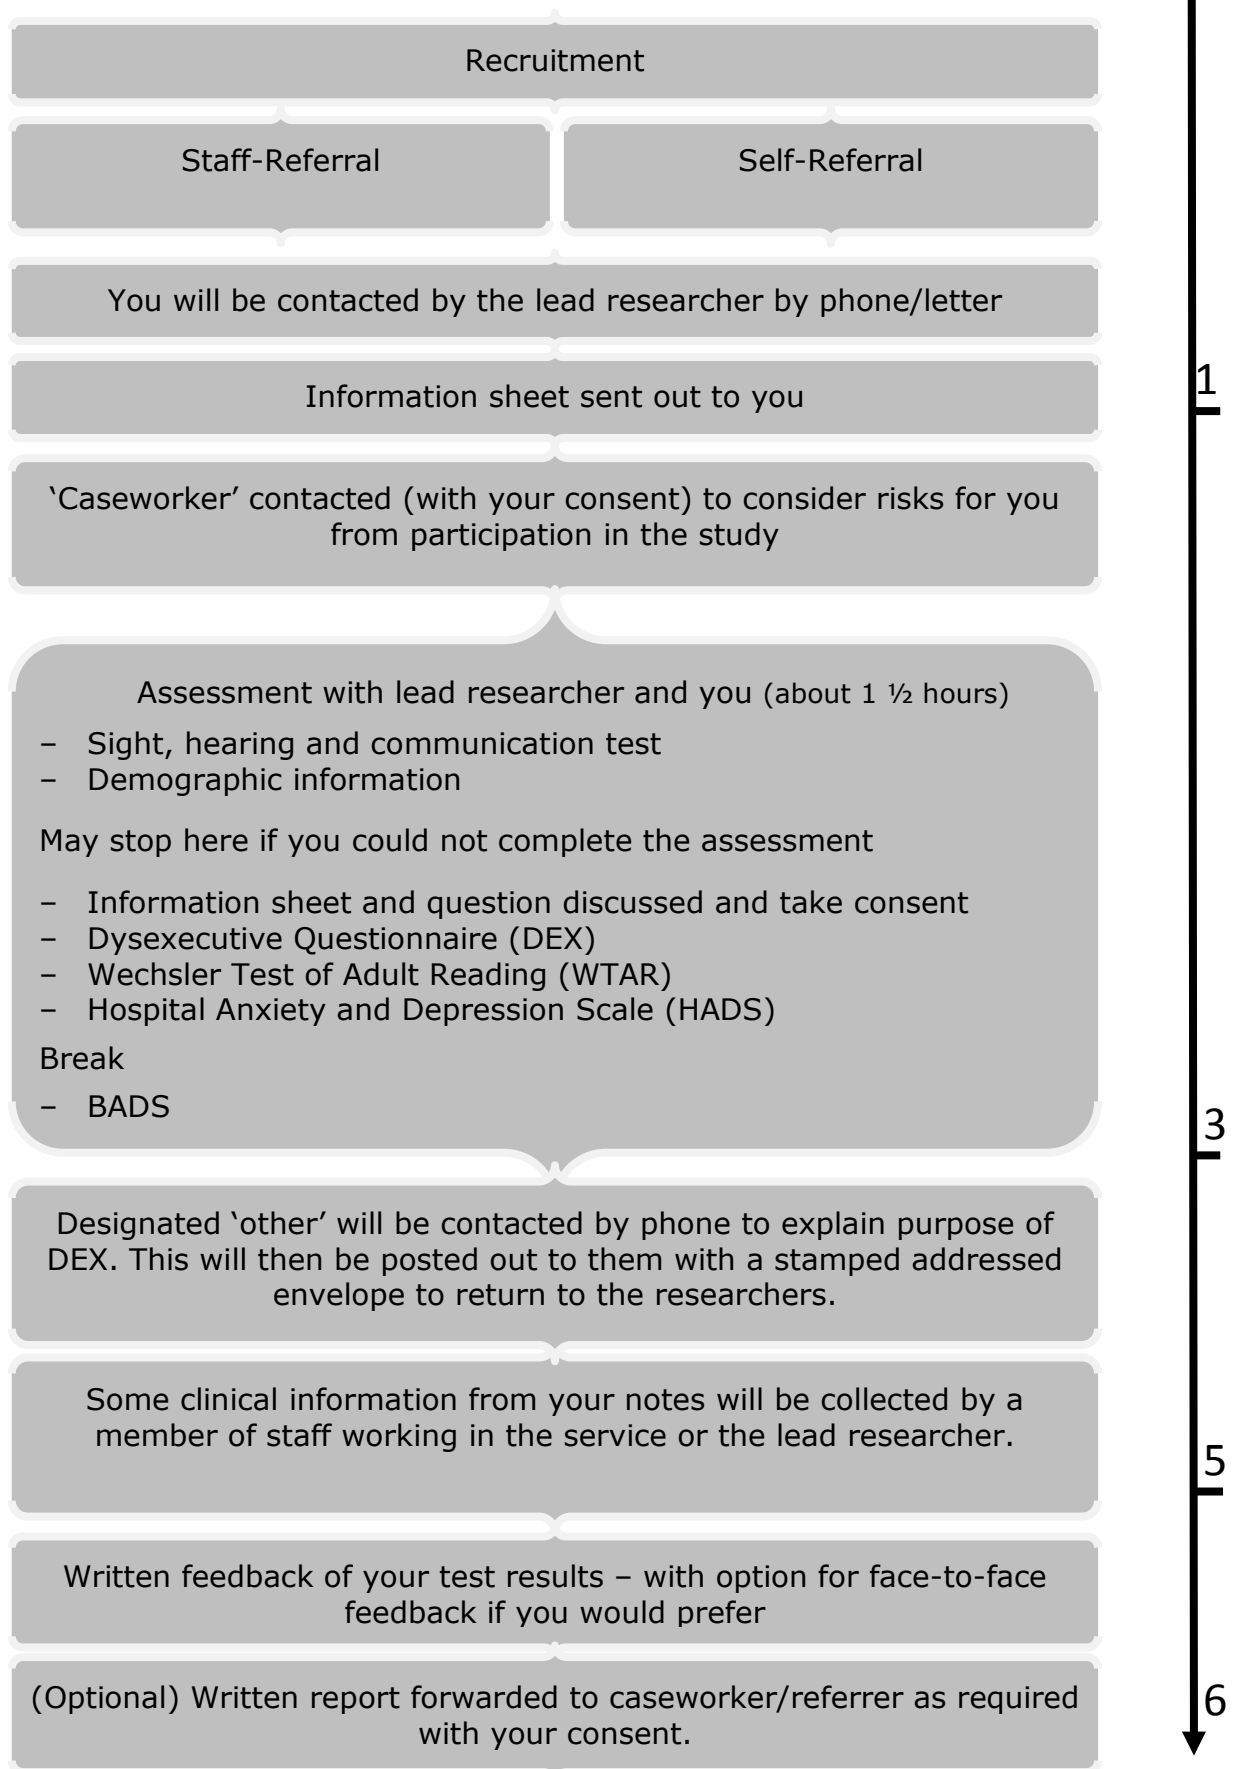 Recruitment
Staff-Referral
Self-Referral
You will be contacted by the lead researcher by phone/letter
Information sheet sent out to you
1
‘Caseworker’ contacted (with your consent) to consider risks for you
from participation in the study
Assessment with lead researcher and you (about 1 ½ hours)
– Sight, hearing and communication test
– Demographic information
May stop here if you could not complete the assessment
– Information sheet and question discussed and take consent
– Dysexecutive Questionnaire (DEX)
– Wechsler Test of Adult Reading (WTAR)
– Hospital Anxiety and Depression Scale (HADS)
Break
– BADS
3
Designated ‘other’ will be contacted by phone to explain purpose of
DEX. This will then be posted out to them with a stamped addressed
envelope to return to the researchers.
Some clinical information from your notes will be collected by a
member of staff working in the service or the lead researcher.
5
Written feedback of your test results – with option for face-to-face
feedback if you would prefer
(Optional) Written report forwarded to caseworker/referrer as required
with your consent.
6